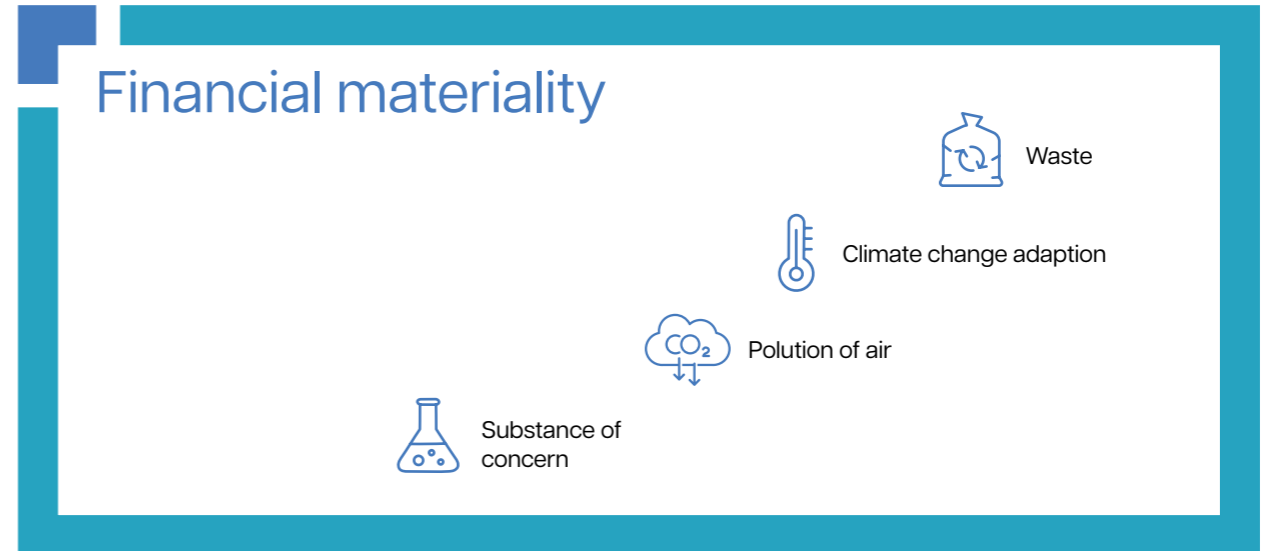 Financial materiality
Waste
Climate change adaption
CO2
Polution of air
Substance of
concern